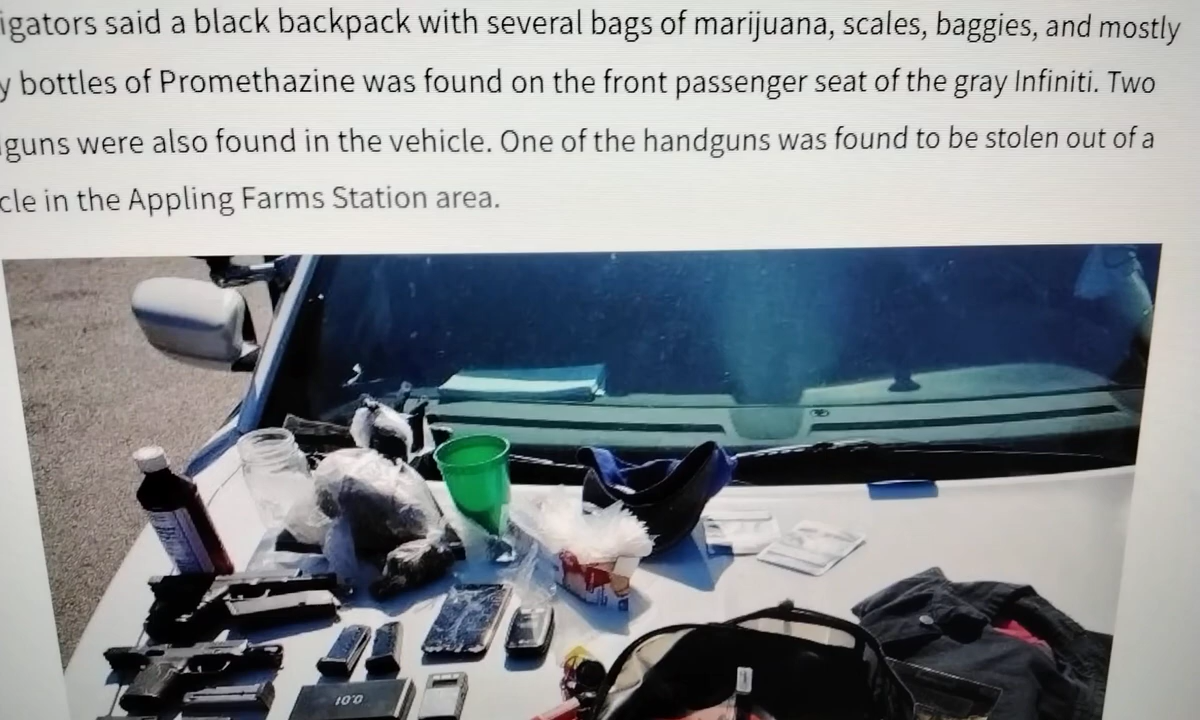 igators said a black backpack with several bags of marijuana, scales, baggies, and mostly
y bottles of Promethazine was found on the front passenger seat of the gray Infiniti. Two
guns were also found in the vehicle. One of the handguns was found to be stolen out of a
cle in the Appling Farms Station area.
0.01